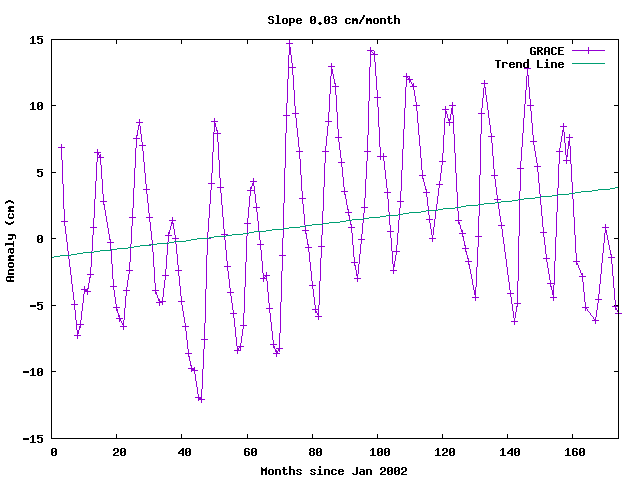 Slope 0.03 cm/month
GRACE
Trend Line
15
10
5
0
-5
-10
-15
Anomaly (cm)
0 20 40 60 80 100 120 140 160
Months since Jan 2002